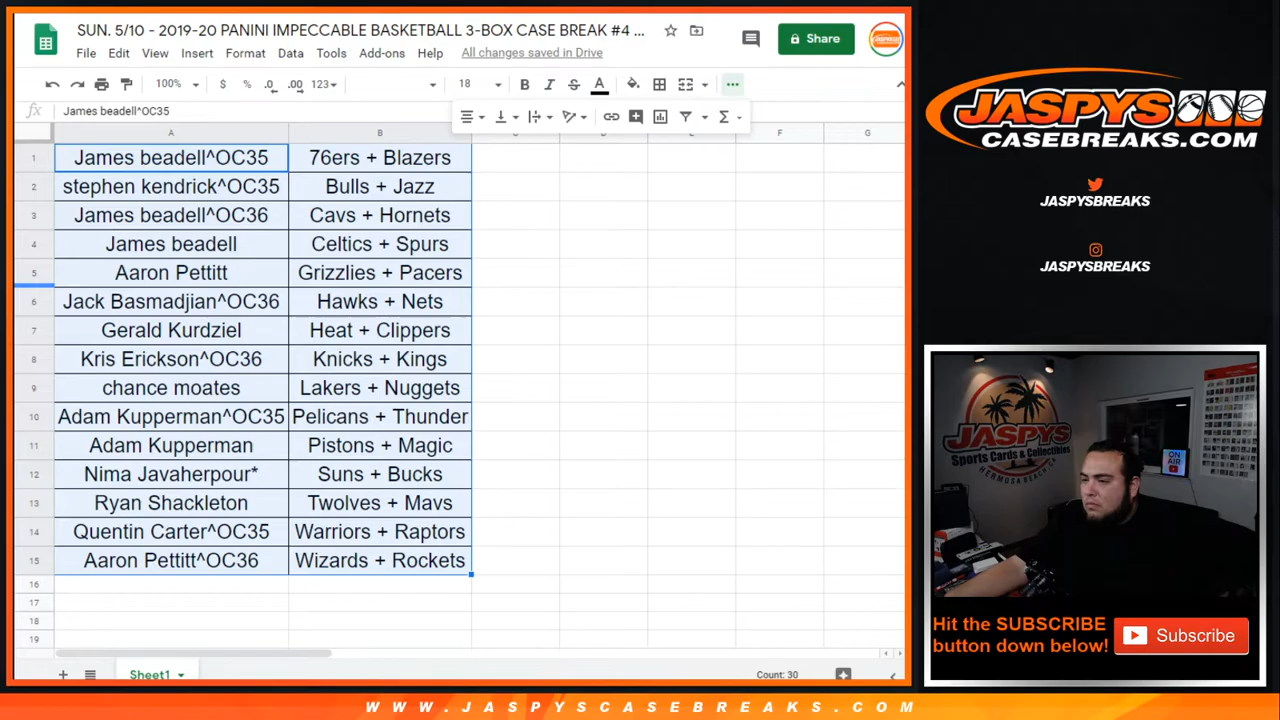 SUN. 5/10 - 2019-20 PANINI IMPECCABLE BASKETBALL 3-BOX CASE BREAK #4 ...
Share
File Edit View Insert Format Data Tools Add-ons Help All changes saved in Drive
100% $ % .0 .00 123 18 B I S A
fx James beadell^OC35
A B C D E F G
1 James beadell^OC35 76ers + Blazers
2 stephen kendrick^OC35 Bulls + Jazz
3 James beadell^OC36 Cavs + Hornets
4 James beadell Celtics + Spurs
5 Aaron Pettitt Grizzlies + Pacers
6 Jack Basmadjian^OC36 Hawks + Nets
7 Gerald Kurdziel Heat + Clippers
8 Kris Erickson^OC36 Knicks + Kings
9 chance moates Lakers + Nuggets
10 Adam Kupperman^OC35 Pelicans + Thunder
11 Adam Kupperman Pistons + Magic
12 Nima Javaherpour* Suns + Bucks
13 Ryan Shackleton Twolves + Mavs
14 Quentin Carter^OC35 Warriors + Raptors
15 Aaron Pettitt^OC36 Wizards + Rockets
16
17
18
19
Sheet1 Count: 30
JASPYS
CASEBREAKS.COM
JASPYSBREAKS
JASPYSBREAKS
JASPYS
Sports Cards & Collectibles
HERMOSA BEACH, CA
ON AIR
Hit the SUBSCRIBE
button down below!
Subscribe
WWW.JASPYSCASEBREAKS.COM